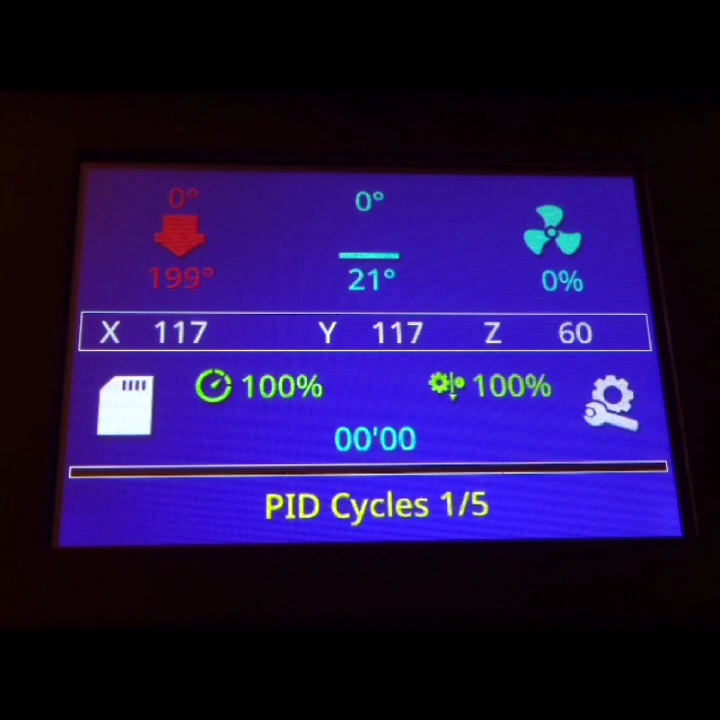 0° 0°
199° 21° 0%
X 117 Y 117 Z 60
100% 100%
00'00
PID Cycles 1/5